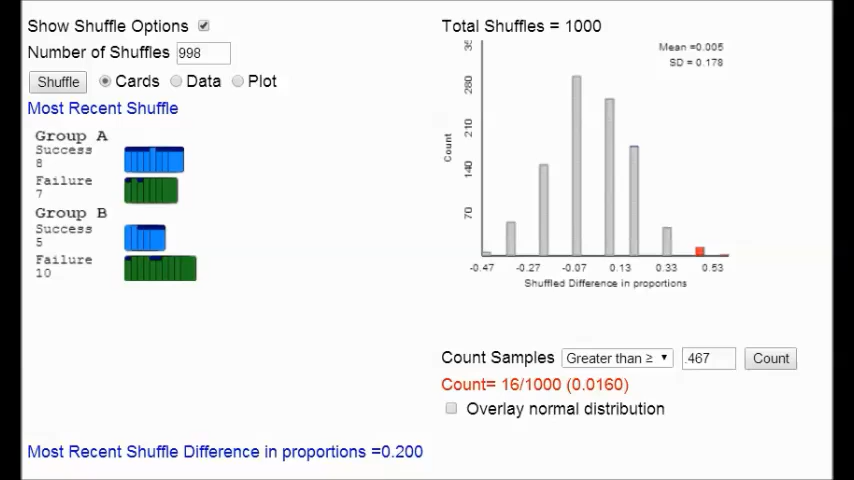 Show Shuffle Options
Number of Shuffles 998
Shuffle Cards Data Plot
Most Recent Shuffle
Group A
Success
8
Failure
7
Group B
Success
5
Failure
10
Most Recent Shuffle Difference in proportions =0.200
Total Shuffles = 1000
Mean =0.005
SD = 0.178
35
280
210
140
70
Count
-0.47 -0.27 -0.07 0.13 0.33 0.53
Shuffled Difference in proportions
Count Samples Greater than ≥ .467 Count
Count= 16/1000 (0.0160)
Overlay normal distribution